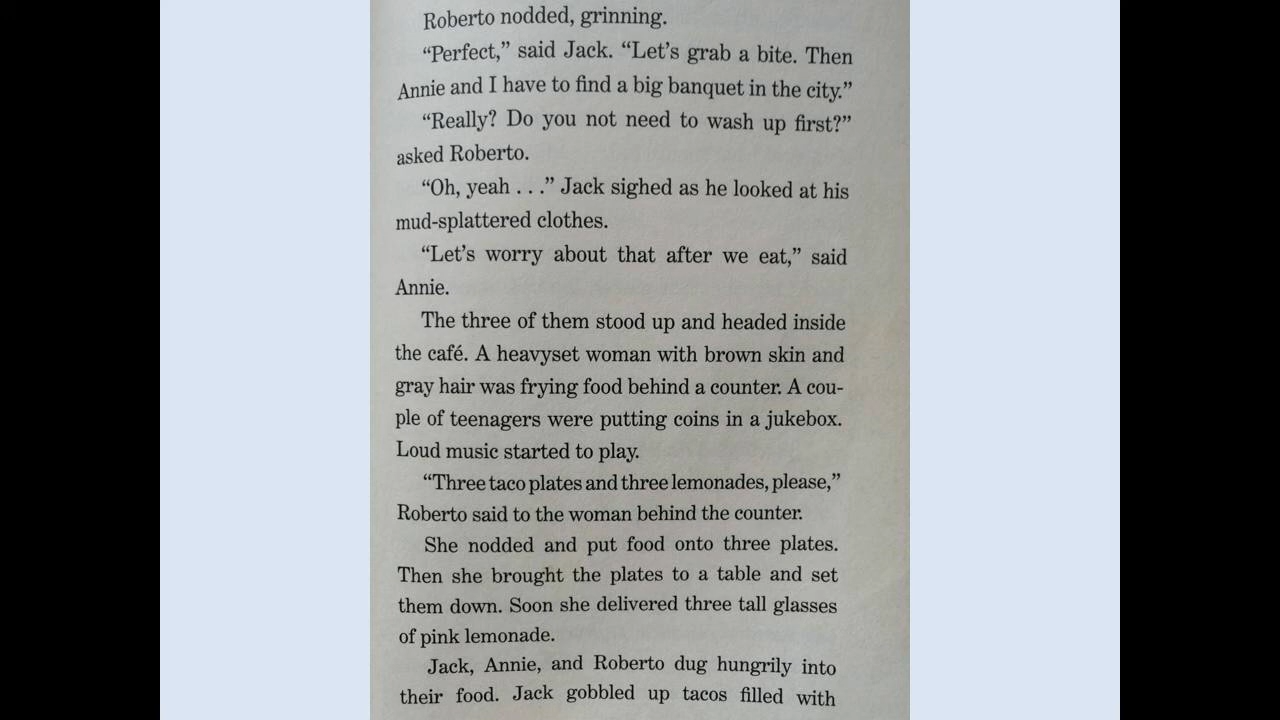 Roberto nodded, grinning.
“Perfect,” said Jack. “Let’s grab a bite. Then
Annie and I have to find a big banquet in the city.”
“Really? Do you not need to wash up first?”
asked Roberto.
“Oh, yeah . . .” Jack sighed as he looked at his
mud-splattered clothes.
“Let’s worry about that after we eat,” said
Annie.
The three of them stood up and headed inside
the café. A heavyset woman with brown skin and
gray hair was frying food behind a counter. A cou-
ple of teenagers were putting coins in a jukebox.
Loud music started to play.
“Three taco plates and three lemonades, please,”
Roberto said to the woman behind the counter.
She nodded and put food onto three plates.
Then she brought the plates to a table and set
them down. Soon she delivered three tall glasses
of pink lemonade.
Jack, Annie, and Roberto dug hungrily into
their food. Jack gobbled up tacos filled with